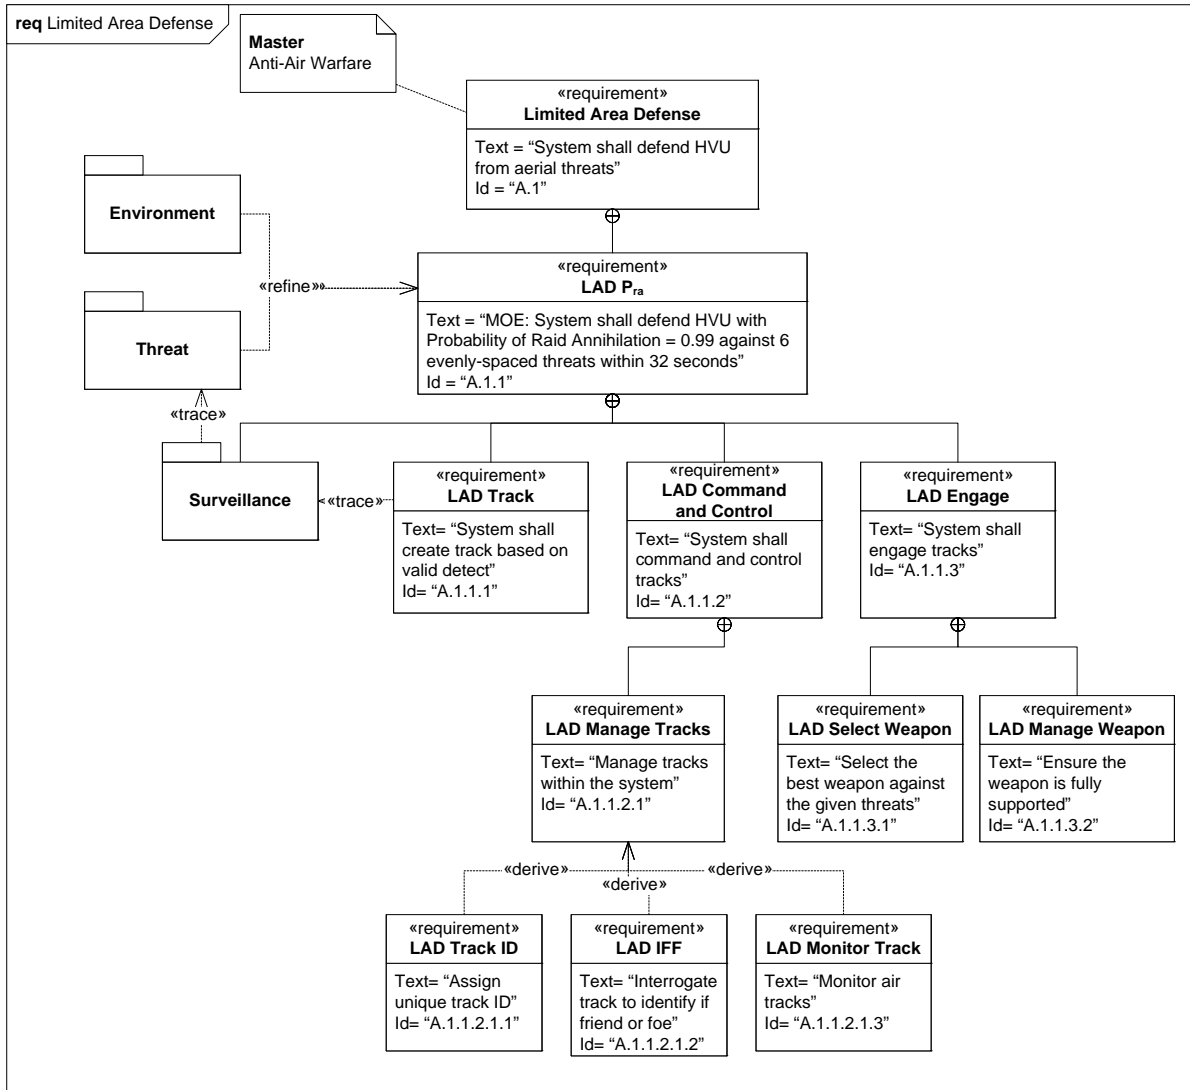 req Limited Area Defense
Master
Anti-Air Warfare
«requirement»
Limited Area Defense
Text = “System shall defend HVU
from aerial threats”
Id = “A.1”
Environment
«refine»
Threat
«requirement»
LAD Pra
Text = “MOE: System shall defend HVU with
Probability of Raid Annihilation = 0.99 against 6
evenly-spaced threats within 32 seconds”
Id = “A.1.1”
«trace»
Surveillance
«trace»
«requirement»
LAD Track
Text= “System shall
create track based on
valid detect”
Id= “A.1.1.1”
«requirement»
LAD Command
and Control
Text= “System shall
command and control
tracks”
Id= “A.1.1.2”
«requirement»
LAD Engage
Text= “System shall
engage tracks”
Id= “A.1.1.3”
«requirement»
LAD Manage Tracks
Text= “Manage tracks
within the system”
Id= “A.1.1.2.1”
«requirement»
LAD Select Weapon
Text= “Select the
best weapon against
the given threats”
Id= “A.1.1.3.1”
«requirement»
LAD Manage Weapon
Text= “Ensure the
weapon is fully
supported”
Id= “A.1.1.3.2”
«derive»
«derive»
«derive»
«requirement»
LAD Track ID
Text= “Assign
unique track ID”
Id= “A.1.1.2.1.1”
«requirement»
LAD IFF
Text= “Interrogate
track to identify if
friend or foe”
Id= “A.1.1.2.1.2”
«requirement»
LAD Monitor Track
Text= “Monitor air
tracks”
Id= “A.1.1.2.1.3”